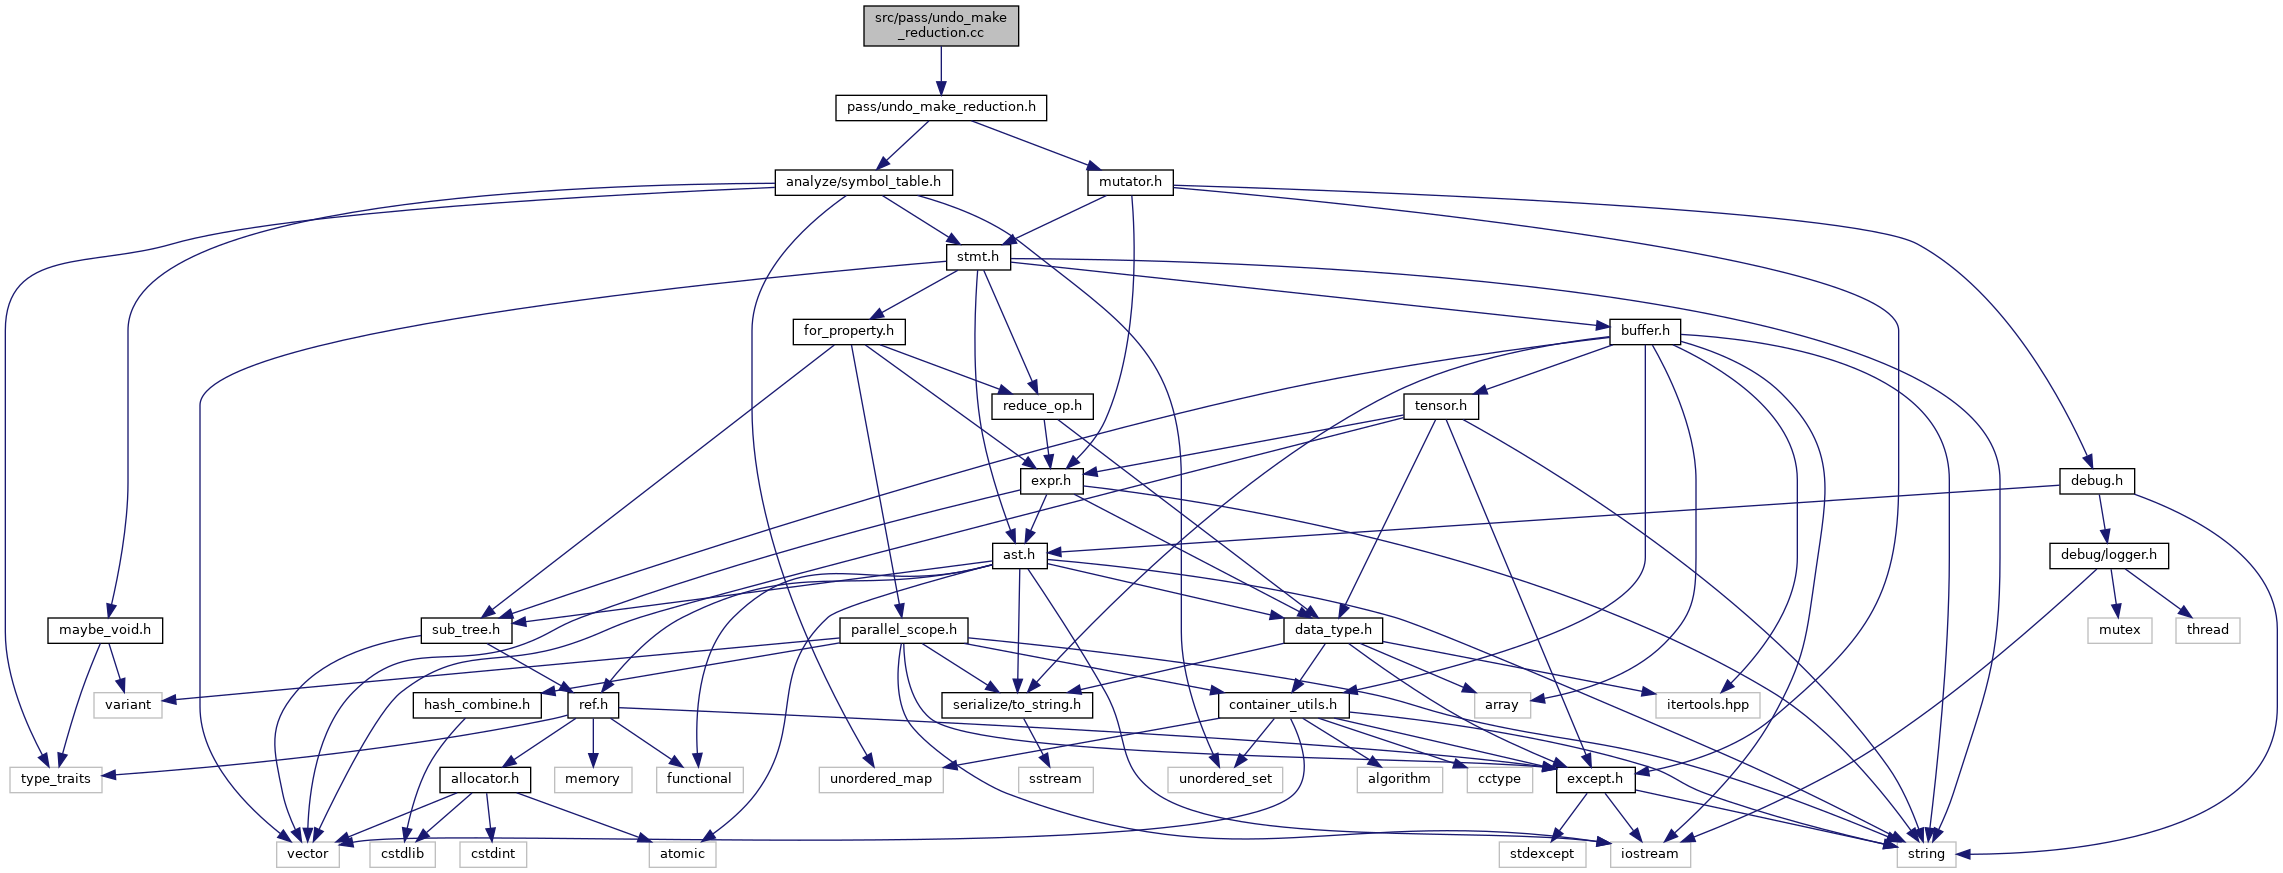 src/pass/undo_make
_reduction.cc
pass/undo_make_reduction.h
analyze/symbol_table.h
mutator.h
stmt.h
for_property.h
buffer.h
reduce_op.h
tensor.h
expr.h
debug.h
ast.h
debug/logger.h
maybe_void.h
sub_tree.h
parallel_scope.h
data_type.h
mutex
thread
variant
hash_combine.h
ref.h
serialize/to_string.h
container_utils.h
array
itertools.hpp
type_traits
allocator.h
memory
functional
unordered_map
sstream
unordered_set
algorithm
cctype
except.h
vector
cstdlib
cstdint
atomic
stdexcept
iostream
string